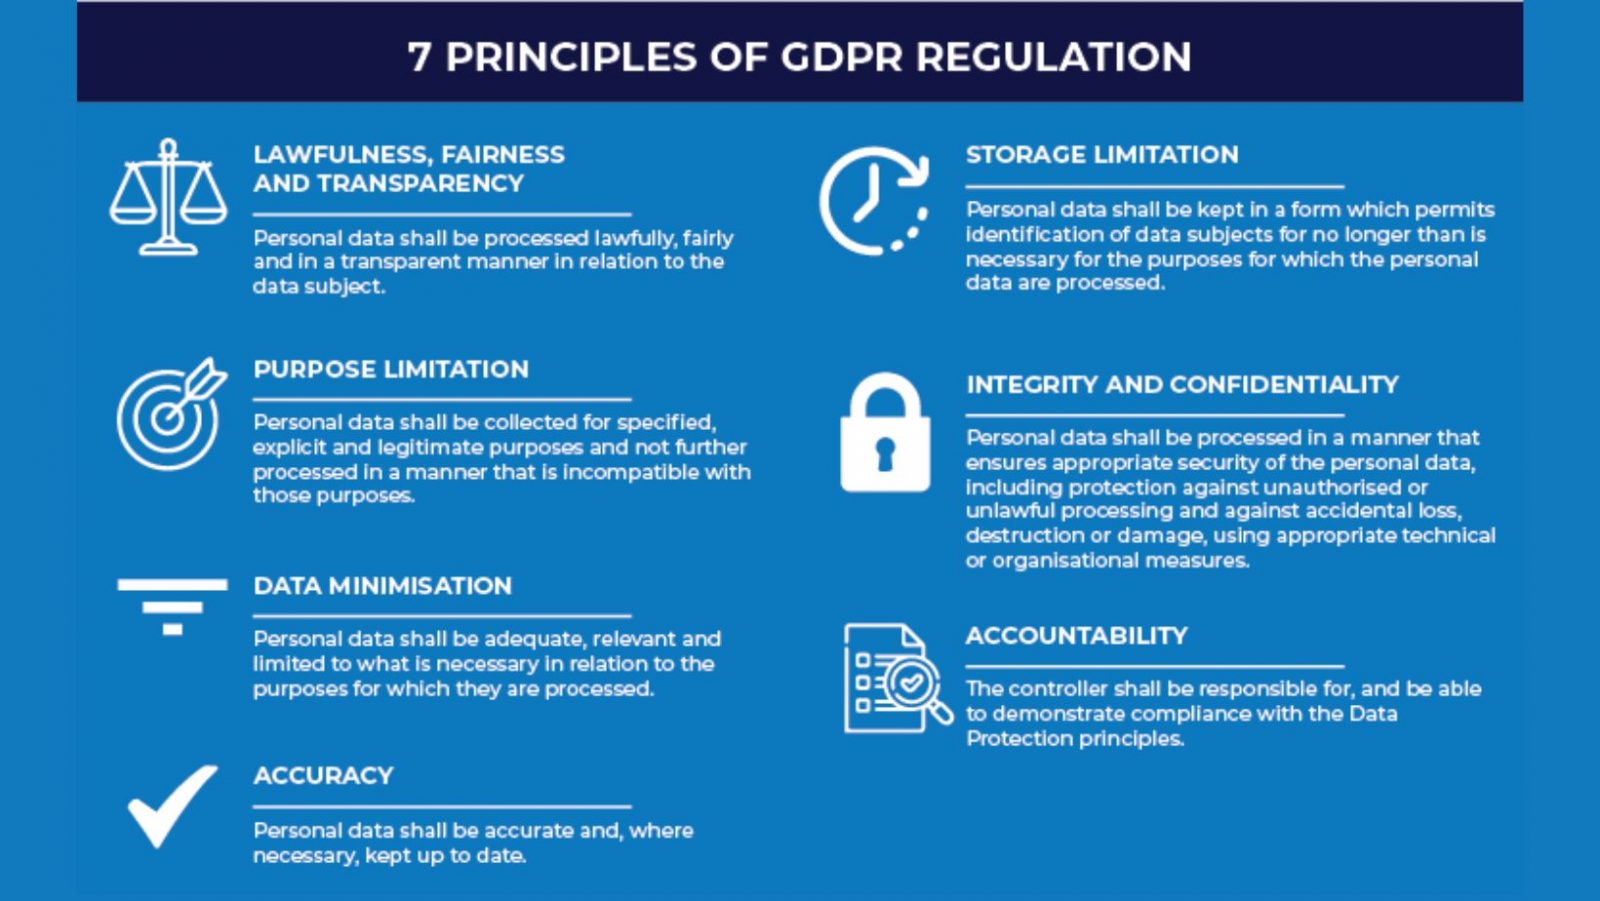 7 PRINCIPLES OF GDPR REGULATION
LAWFULNESS, FAIRNESS
AND TRANSPARENCY
Personal data shall be processed lawfully, fairly
and in a transparent manner in relation to the
data subject.
PURPOSE LIMITATION
Personal data shall be collected for specified,
explicit and legitimate purposes and not further
processed in a manner that is incompatible with
those purposes.
DATA MINIMISATION
Personal data shall be adequate, relevant and
limited to what is necessary in relation to the
purposes for which they are processed.
ACCURACY
Personal data shall be accurate and, where
necessary, kept up to date.
STORAGE LIMITATION
Personal data shall be kept in a form which permits
identification of data subjects for no longer than is
necessary for the purposes for which the personal
data are processed.
INTEGRITY AND CONFIDENTIALITY
Personal data shall be processed in a manner that
ensures appropriate security of the personal data,
including protection against unauthorised or
unlawful processing and against accidental loss,
destruction or damage, using appropriate technical
or organisational measures.
ACCOUNTABILITY
The controller shall be responsible for, and be able
to demonstrate compliance with the Data
Protection principles.